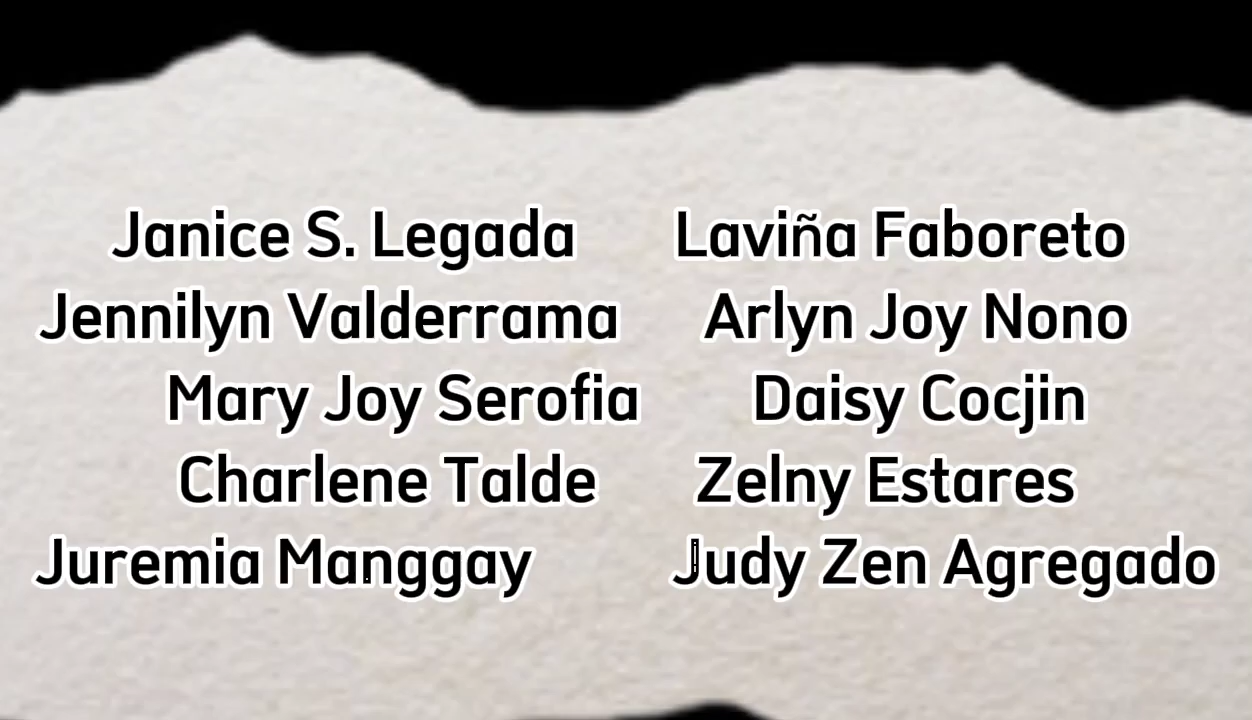 Janice S. Legada Laviña Faboreto
Jennilyn Valderrama Arlyn Joy Nono
Mary Joy Serofia Daisy Cocjin
Charlene Talde Zelny Estares
Juremia Manggay Judy Zen Agregado